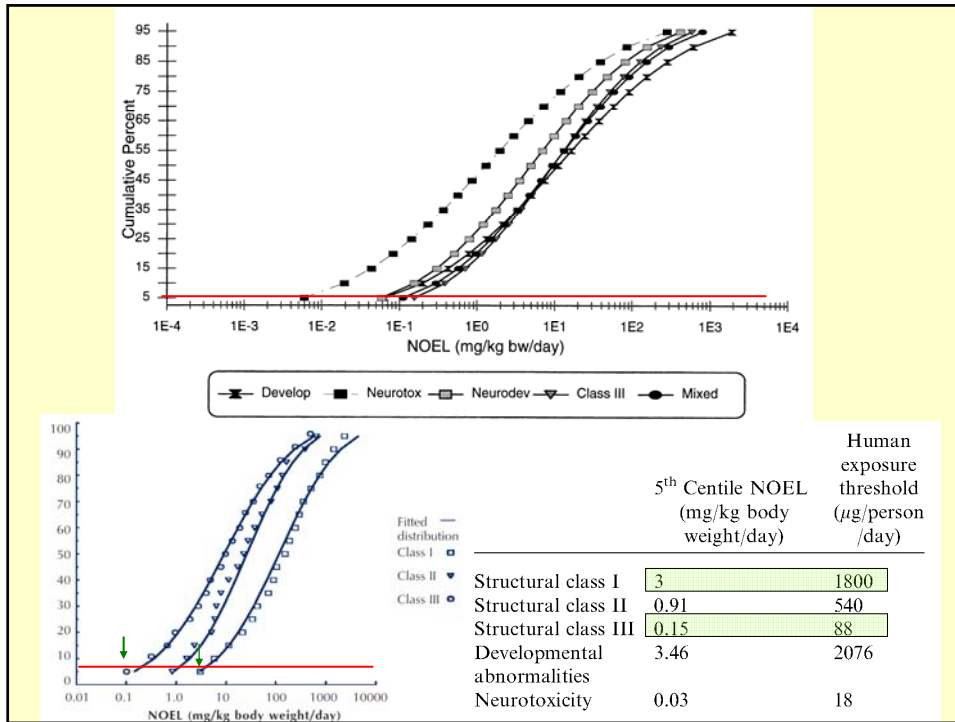 95
85
75
65
55
45
35
25
15
5
Cumulative Percent
1E-4 1E-3 1E-2 1E-1 1E0 1E1 1E2 1E3 1E4
NOEL (mg/kg bw/day)
Develop Neurotox Neurodev Class III Mixed
100
90
80
70
60
50
40
30
20
10
0
0.01 0.1 1.0 10 100 1000 10000
NOEL (mg/kg body weight/day)
Fitted
distribution
Class I
Class II
Class III
Human
exposure
5th Centile NOEL threshold
(mg/kg body (µg/person
weight/day) /day)
Structural class I 3 1800
Structural class II 0.91 540
Structural class III 0.15 88
Developmental 3.46 2076
abnormalities
Neurotoxicity 0.03 18